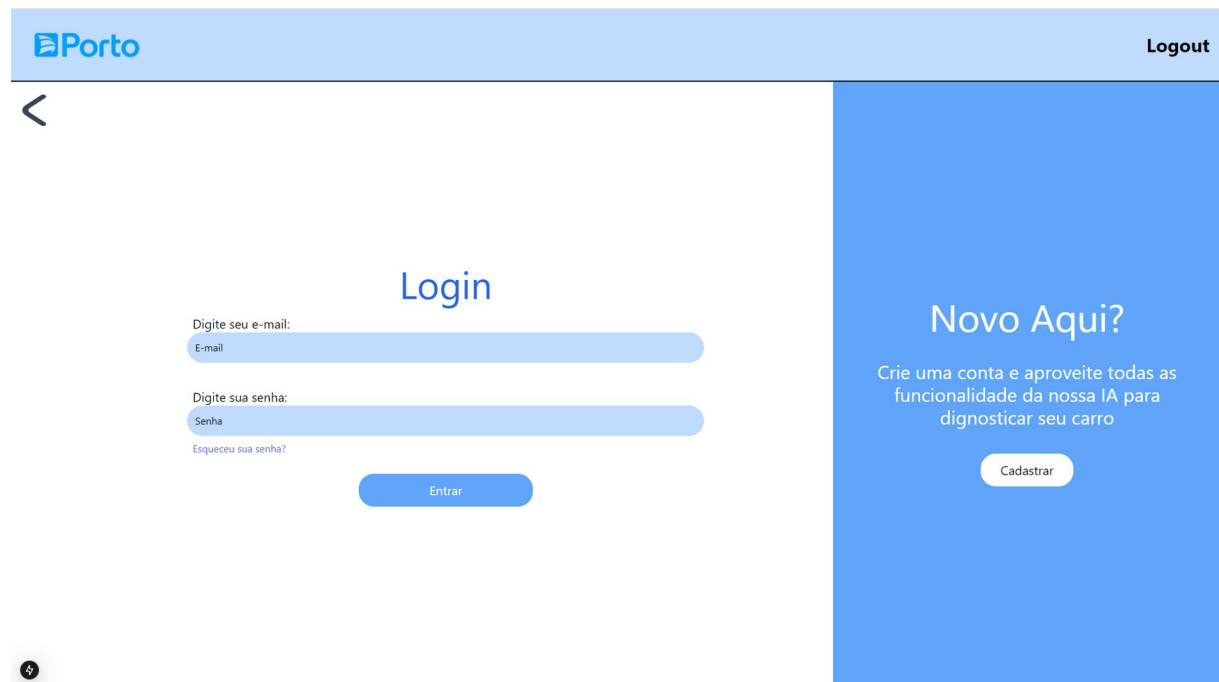 Porto
Logout
Login
Digite seu e-mail:
E-mail
Digite sua senha:
Senha
Esqueceu sua senha?
Entrar
Novo Aqui?
Crie uma conta e aproveite todas as
funcionalidade da nossa IA para
dignosticar seu carro
Cadastrar